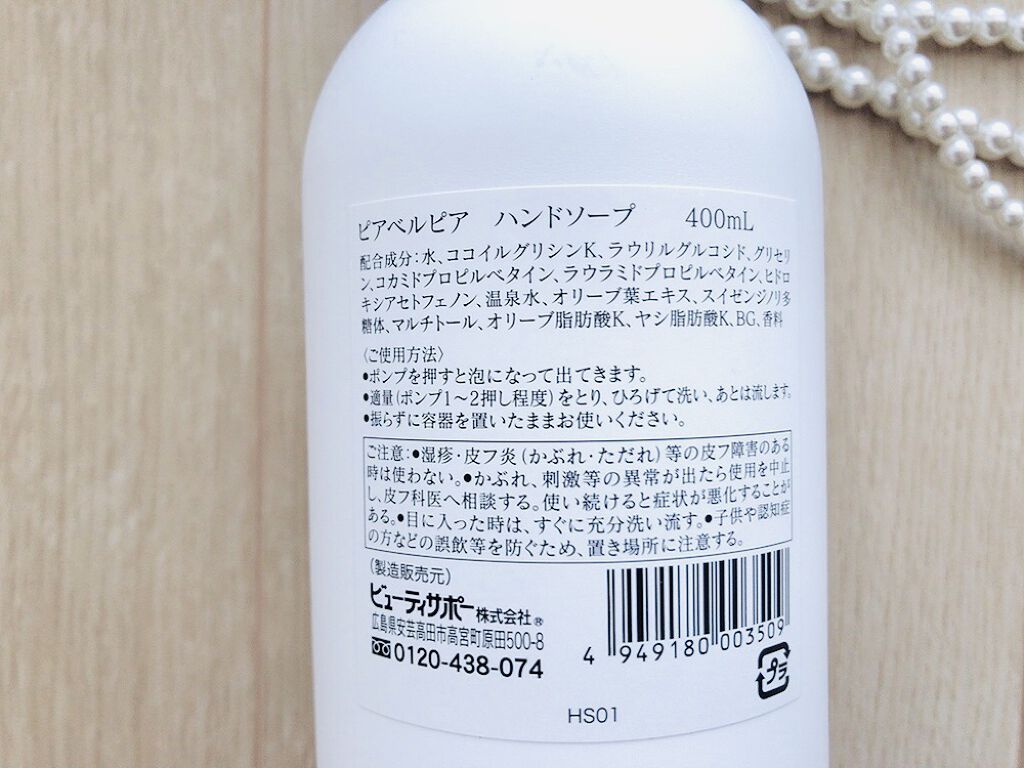 ピアベルピア ハンドソープ 400mL
配合成分:水、ココイルグリシンK、ラウリルグルコシド、グリセリ
ン、コカミドプロピルベタイン、ラウラミドプロピルベタイン、ヒドロ
キシアセトフェノン、温泉水、オリーブ葉エキス、スイゼンジノリ多
糖体、マルチトール、オリーブ脂肪酸K、ヤシ脂肪酸K、BG、香料
〈ご使用方法〉
●ポンプを押すと泡になって出てきます。
●適量(ポンプ1〜2押し程度)をとり、ひろげて洗い、あとは流します。
●振らずに容器を置いたままお使いください。
ご注意:●湿疹・皮フ炎(かぶれ・ただれ)等の皮フ障害のある
時は使わない。●かぶれ、刺激等の異常が出たら使用を中止
し、皮フ科医へ相談する。使い続けると症状が悪化することが
ある。●目に入った時は、すぐに充分洗い流す。●子供や認知症
の方などの誤飲等を防ぐため、置き場所に注意する。
(製造販売元)
ビューティサポー株式会社®
広島県安芸高田市高宮町原田500-8
0120-438-074
4 949180 003509
プラ
HS01